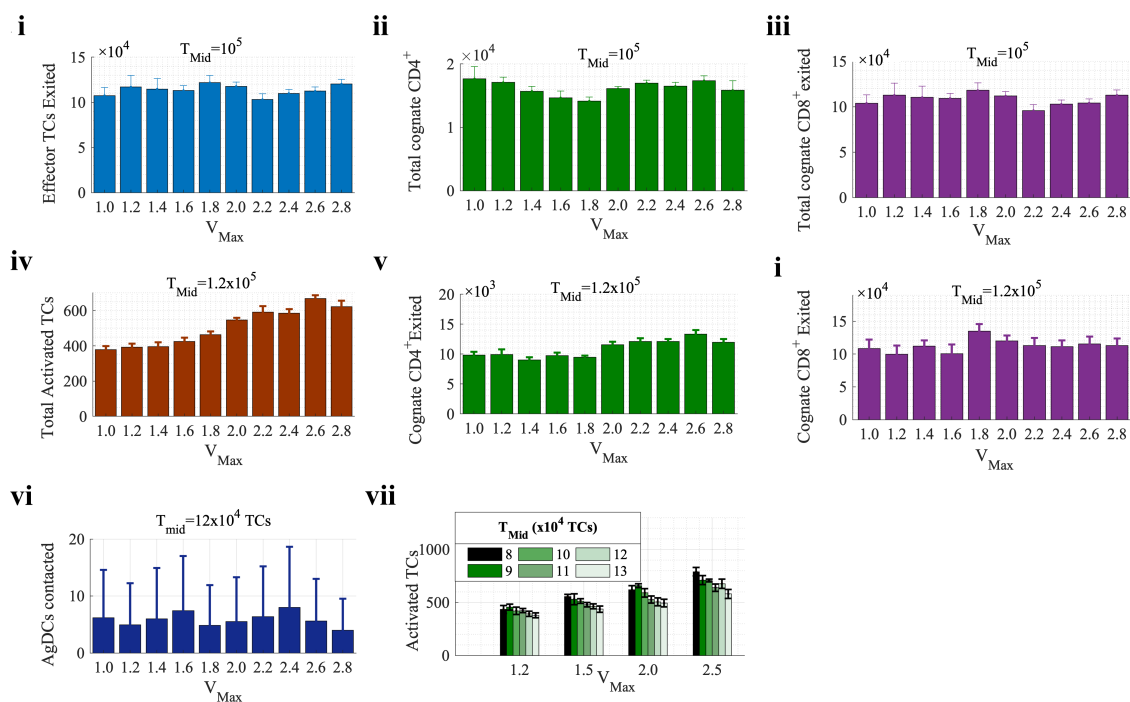 i
T_Mid=10^5
×10^4
Effector TCs Exited
15
10
5
0
1.0 1.2 1.4 1.6 1.8 2.0 2.2 2.4 2.6 2.8
V_Max
ii
T_Mid=10^5
×10^4
Total cognate CD4^+
2
1
0
1.0 1.2 1.4 1.6 1.8 2.0 2.2 2.4 2.6 2.8
V_Max
iii
T_Mid=10^5
×10^4
Total cognate CD8^+exited
15
10
5
0
1.0 1.2 1.4 1.6 1.8 2.0 2.2 2.4 2.6 2.8
V_Max
iv
T_Mid=1.2x10^5
Total Activated TCs
600
400
200
0
1.0 1.2 1.4 1.6 1.8 2.0 2.2 2.4 2.6 2.8
V_Max
v
T_Mid=1.2x10^5
×10^3
Cognate CD4^+Exited
20
15
10
5
0
1.0 1.2 1.4 1.6 1.8 2.0 2.2 2.4 2.6 2.8
V_Max
i
T_Mid=1.2x10^5
×10^4
Cognate CD8^+ Exited
15
10
5
0
1.0 1.2 1.4 1.6 1.8 2.0 2.2 2.4 2.6 2.8
V_Max
vi
T_mid=12x10^4 TCs
AgDCs contacted
20
10
0
1.0 1.2 1.4 1.6 1.8 2.0 2.2 2.4 2.6 2.8
V_Max
vii
T_Mid (x10^4 TCs)
8 10 12
9 11 13
Activated TCs
1000
500
0
1.2 1.5 2.0 2.5
V_Max